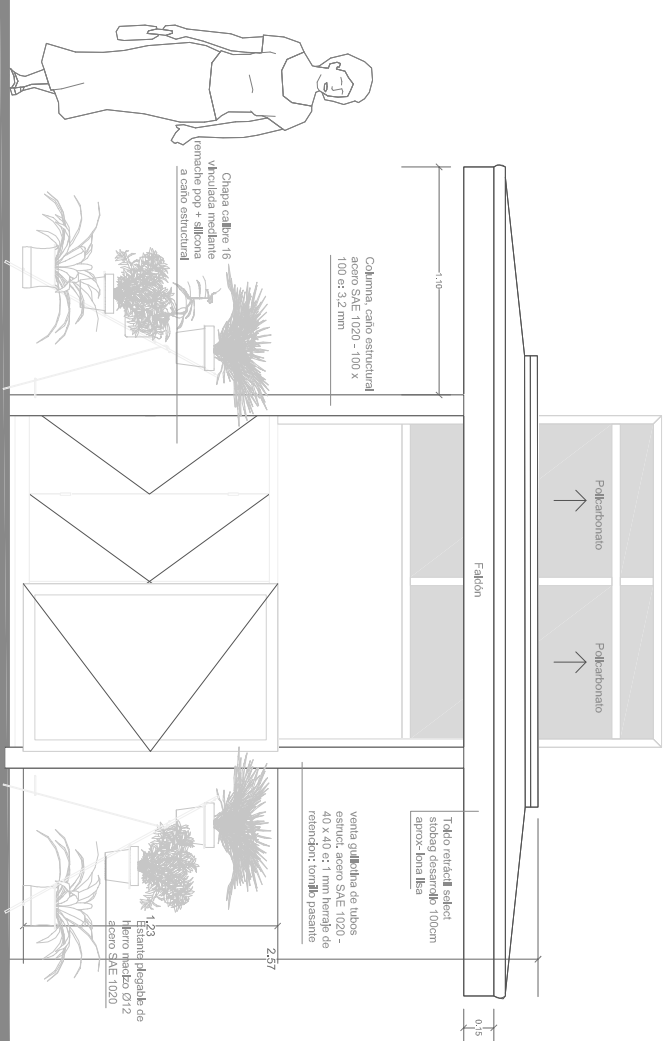 Policarbonato
Policarbonato
Faldón
1.10
0.15
Columna, caño estructural
acero SAE 1020 - 100 x
100 e: 3,2 mm
Toldo retráctil select
stobag desarrollo 100cm
aprox- lona lisa
Chapa calibre 16
vinculada mediante
remache pop + silicona
a caño estructural
venta guillotina de tubos
estruct. acero SAE 1020 -
40 x 40 e: 1 mm herraje de
retencion: tornillo pasante
2.57
1.23
Estante plegable de
hierro macizo Ø12
acero SAE 1020